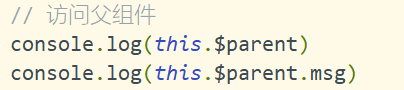 // 访问父组件
console.log(this.$parent)
console.log(this.$parent.msg)